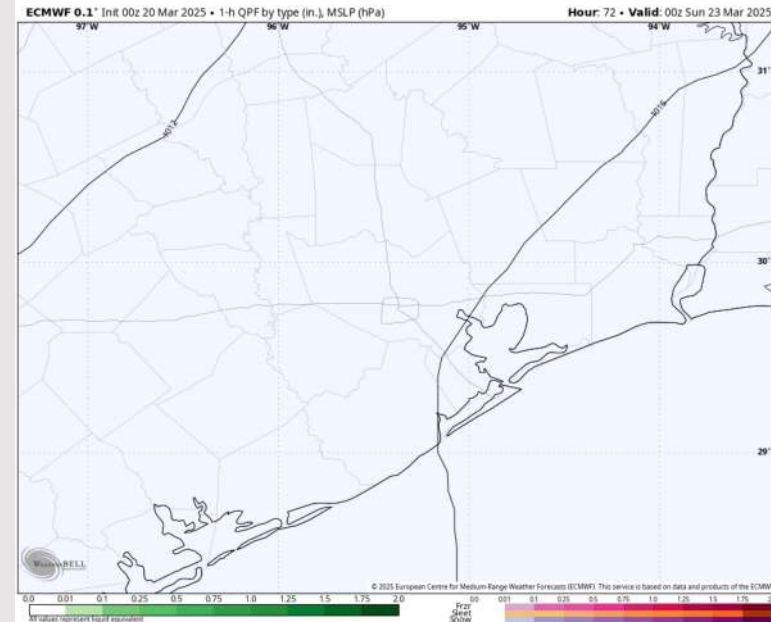 ECMWF 0.1° Init 00z 20 Mar 2025 • 1-h QPF by type (in.), MSLP (hPa) Hour: 72 • Valid: 00z Sun 23 Mar 2025
97°W 96°W 95°W 94°W
31°
1012
1016
30°
29°
WeatherBELL
© 2025 European Centre for Medium-Range Weather Forecasts (ECMWF). This service is based on data and products of the ECMW
0.0 0.01 0.1 0.25 0.5 0.75 1.0 1.25 1.5 1.75 2.0
0.0 0.01 0.1 0.25 0.5 0.75 1.0 1.25 1.5 1.75 2
All values represent liquid equivalent
Frzr
Sleet
Snow